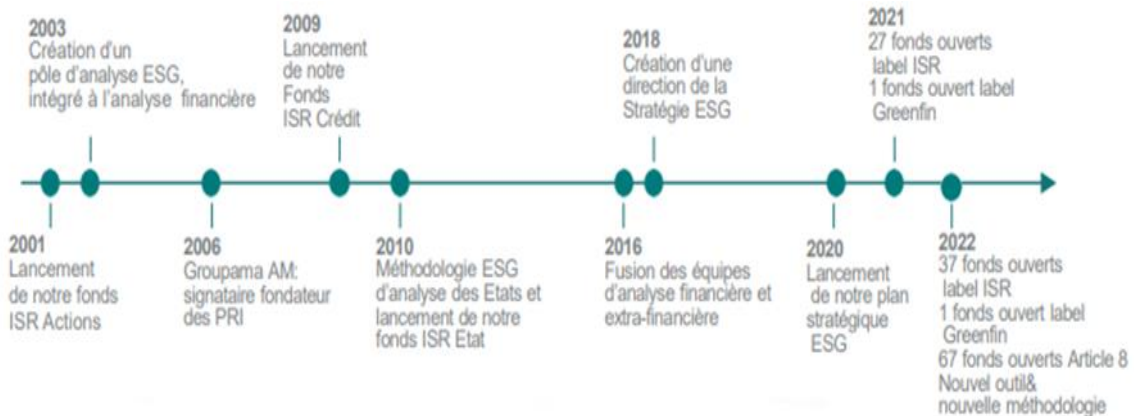 2003
Création d'un
pôle d'analyse ESG,
intégré à l'analyse financière
2009
Lancement
de notre
Fonds
ISR Crédit
2018
Création d'une
direction de la
Stratégie ESG
2021
27 fonds ouverts
label ISR
1 fonds ouvert label
Greenfin
2001
Lancement
de notre fonds
ISR Actions
2006
Groupama AM:
signataire fondateur
des PRI
2010
Méthodologie ESG
d'analyse des Etats et
lancement de notre
fonds ISR Etat
2016
Fusion des équipes
d'analyse financière et
extra-financière
2020
Lancement
de notre plan
stratégique
ESG
2022
37 fonds ouverts
label ISR
1 fonds ouvert label
Greenfin
67 fonds ouverts Article 8
Nouvel outil&
nouvelle méthodologie